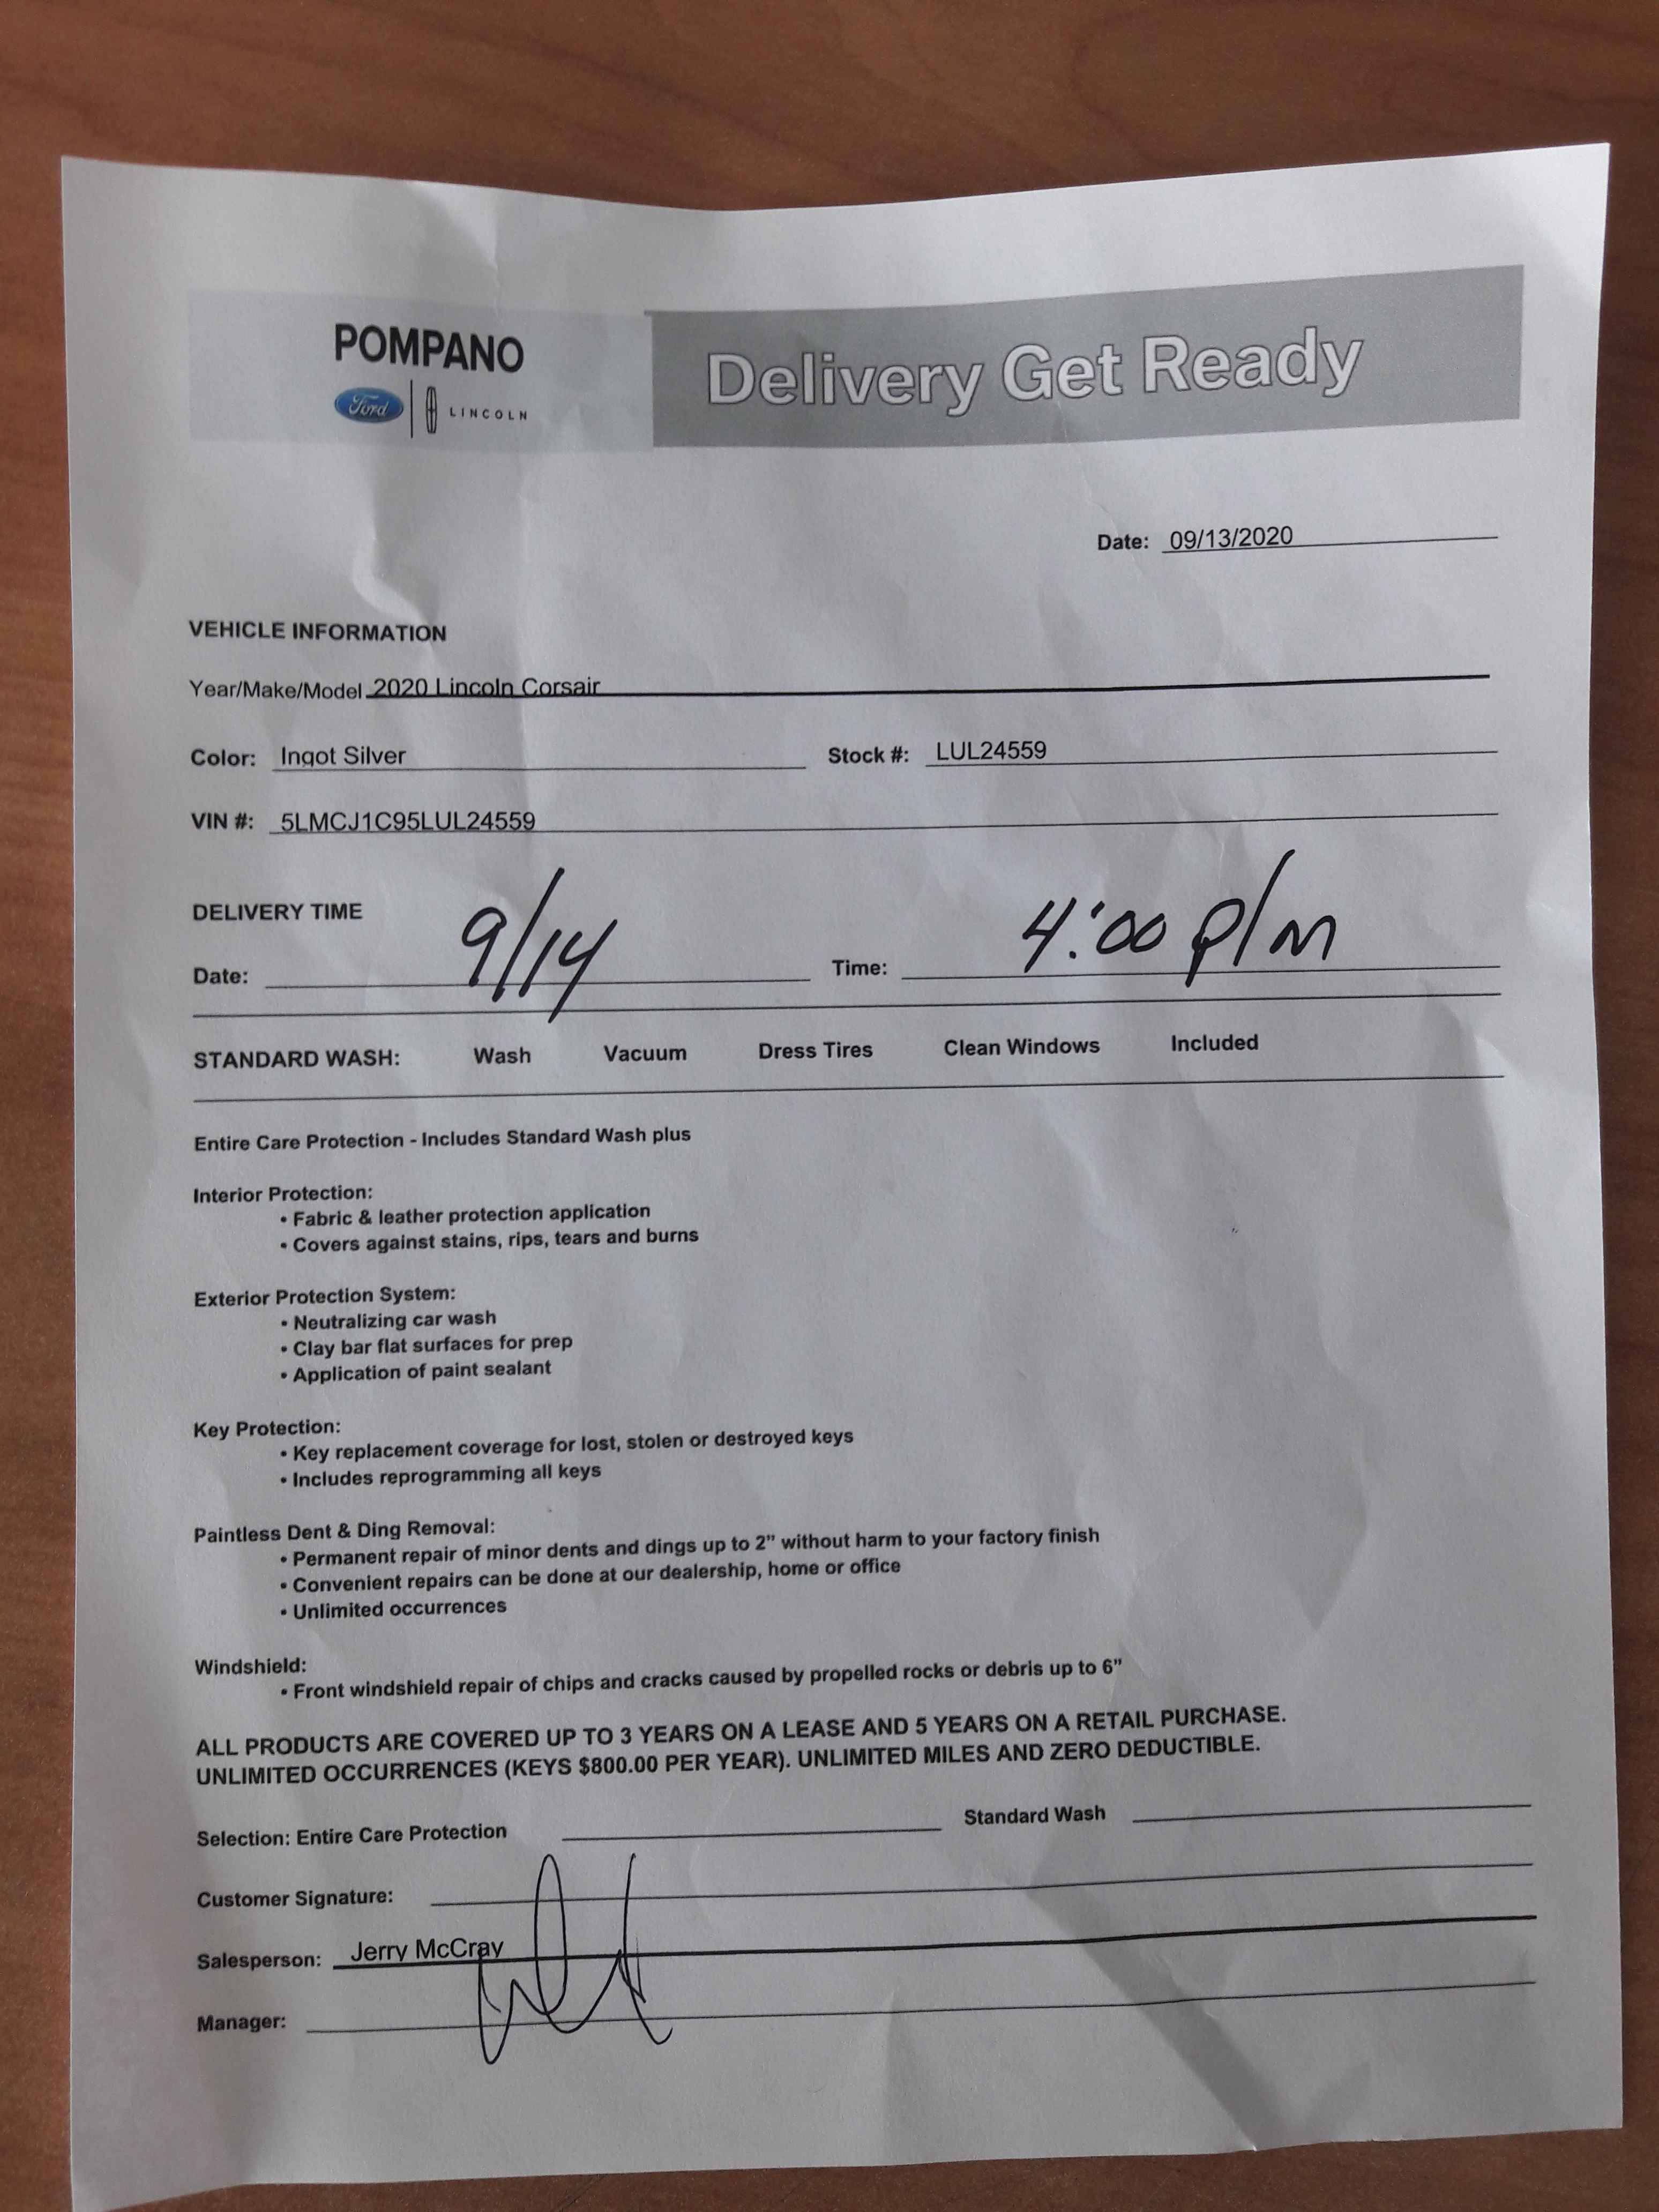 POMPANO
Ford LINCOLN
Delivery Get Ready
Date: 09/13/2020
VEHICLE INFORMATION
Year/Make/Model 2020 Lincoln Corsair
Color: Ingot Silver Stock #: LUL24559
VIN #: 5LMCJ1C95LUL24559
DELIVERY TIME
Date: 9/14 Time: 4:00 p/m
STANDARD WASH: Wash Vacuum Dress Tires Clean Windows Included
Entire Care Protection - Includes Standard Wash plus
Interior Protection:
• Fabric & leather protection application
• Covers against stains, rips, tears and burns
Exterior Protection System:
• Neutralizing car wash
• Clay bar flat surfaces for prep
• Application of paint sealant
Key Protection:
• Key replacement coverage for lost, stolen or destroyed keys
• Includes reprogramming all keys
Paintless Dent & Ding Removal:
• Permanent repair of minor dents and dings up to 2” without harm to your factory finish
• Convenient repairs can be done at our dealership, home or office
• Unlimited occurrences
Windshield:
• Front windshield repair of chips and cracks caused by propelled rocks or debris up to 6”
ALL PRODUCTS ARE COVERED UP TO 3 YEARS ON A LEASE AND 5 YEARS ON A RETAIL PURCHASE.
UNLIMITED OCCURRENCES (KEYS $800.00 PER YEAR). UNLIMITED MILES AND ZERO DEDUCTIBLE.
Selection: Entire Care Protection Standard Wash
Customer Signature:
Salesperson: Jerry McCray
Manager: